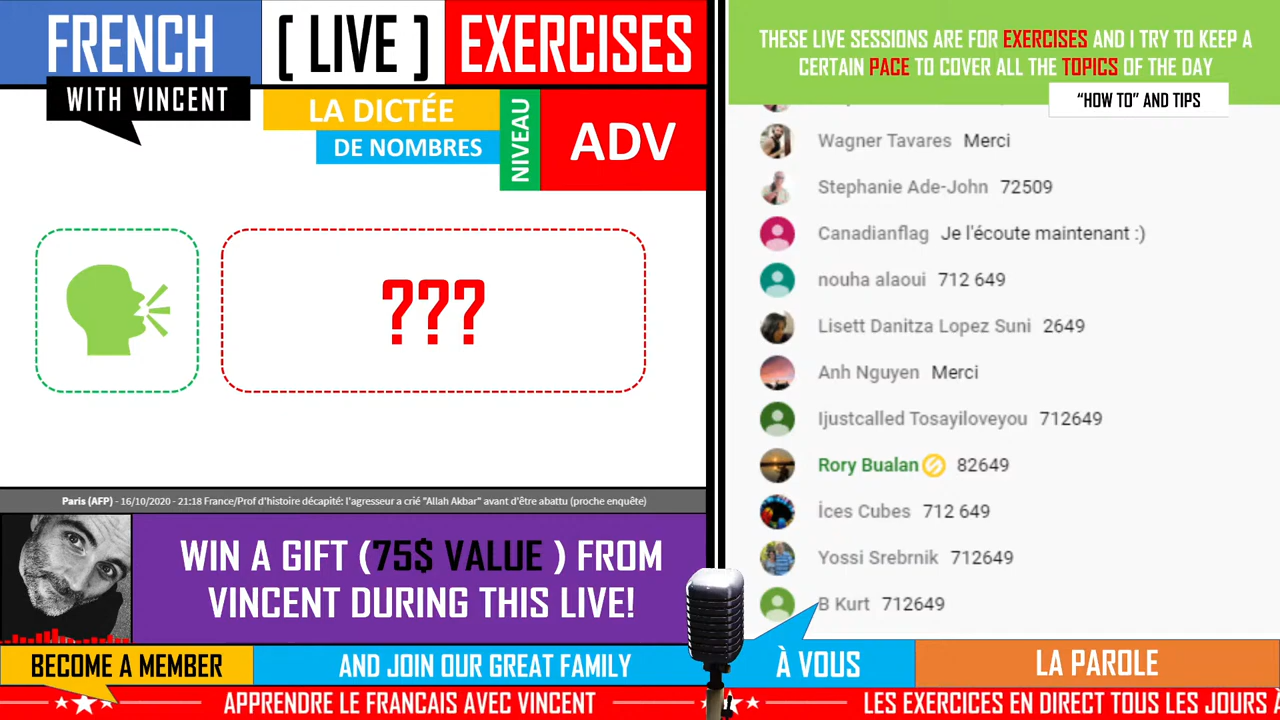 FRENCH
WITH VINCENT
[ LIVE ]
EXERCISES
LA DICTÉE
DE NOMBRES
NIVEAU
ADV
???
Paris (AFP) - 16/10/2020 - 21:18 France/Prof d'histoire décapité: l'agresseur a crié "Allah Akbar" avant d'être abattu (proche enquête)
WIN A GIFT (75$ VALUE ) FROM
VINCENT DURING THIS LIVE!
BECOME A MEMBER
AND JOIN OUR GREAT FAMILY
THESE LIVE SESSIONS ARE FOR EXERCISES AND I TRY TO KEEP A
CERTAIN PACE TO COVER ALL THE TOPICS OF THE DAY
“HOW TO” AND TIPS
Wagner Tavares Merci
Stephanie Ade-John 72509
Canadianflag Je l'écoute maintenant :)
nouha alaoui 712 649
Lisett Danitza Lopez Suni 2649
Anh Nguyen Merci
Ijustcalled Tosayiloveyou 712649
Rory Bualan 82649
İces Cubes 712 649
Yossi Srebrnik 712649
B Kurt 712649
À VOUS
LA PAROLE
APPRENDRE LE FRANCAIS AVEC VINCENT
LES EXERCICES EN DIRECT TOUS LES JOURS À